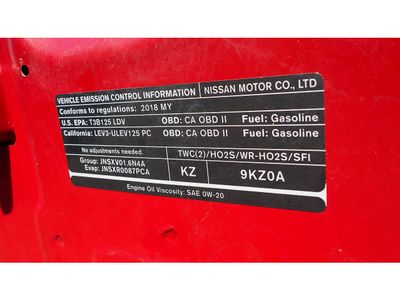 VEHICLE EMISSION CONTROL INFORMATION NISSAN MOTOR CO., LTD
Conforms to regulations: 2018 MY
U.S. EPA: T3B125 LDV OBD: CA OBD II Fuel: Gasoline
California: LEV3-ULEV125 PC OBD: CA OBD II Fuel: Gasoline
No adjustments needed. TWC(2)/HO2S/WR-HO2S/SFI
Group: JNSXV01.6N4A
Evap: JNSXR0087PCA
KZ 9KZ0A
Engine Oil Viscosity: SAE 0W-20